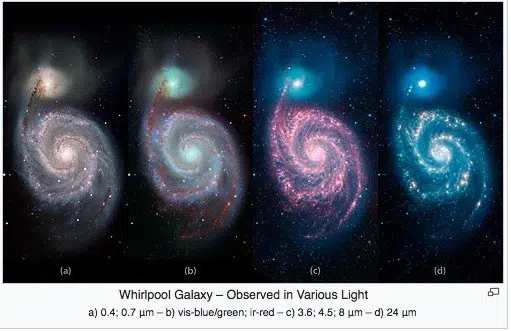 (a) (b) (c) (d)
Whirlpool Galaxy – Observed in Various Light
a) 0.4; 0.7 µm – b) vis-blue/green; ir-red – c) 3.6; 4.5; 8 µm – d) 24 µm